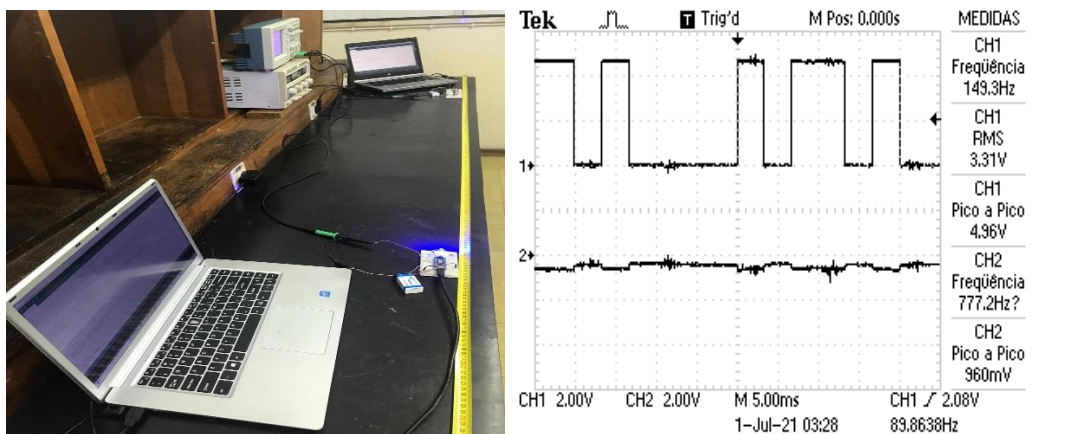 Tek
T Trig'd
M Pos: 0.000s
MEDIDAS
CH1
Freqüência
149.3Hz
CH1
RMS
3.31V
CH1
Pico a Pico
4.96V
CH2
Freqüência
777.2Hz?
CH2
Pico a Pico
960mV
1
2
CH1 2.00V
CH2 2.00V
M 5.00ms
CH1 2.08V
1-Jul-21 03:28
89.8638Hz